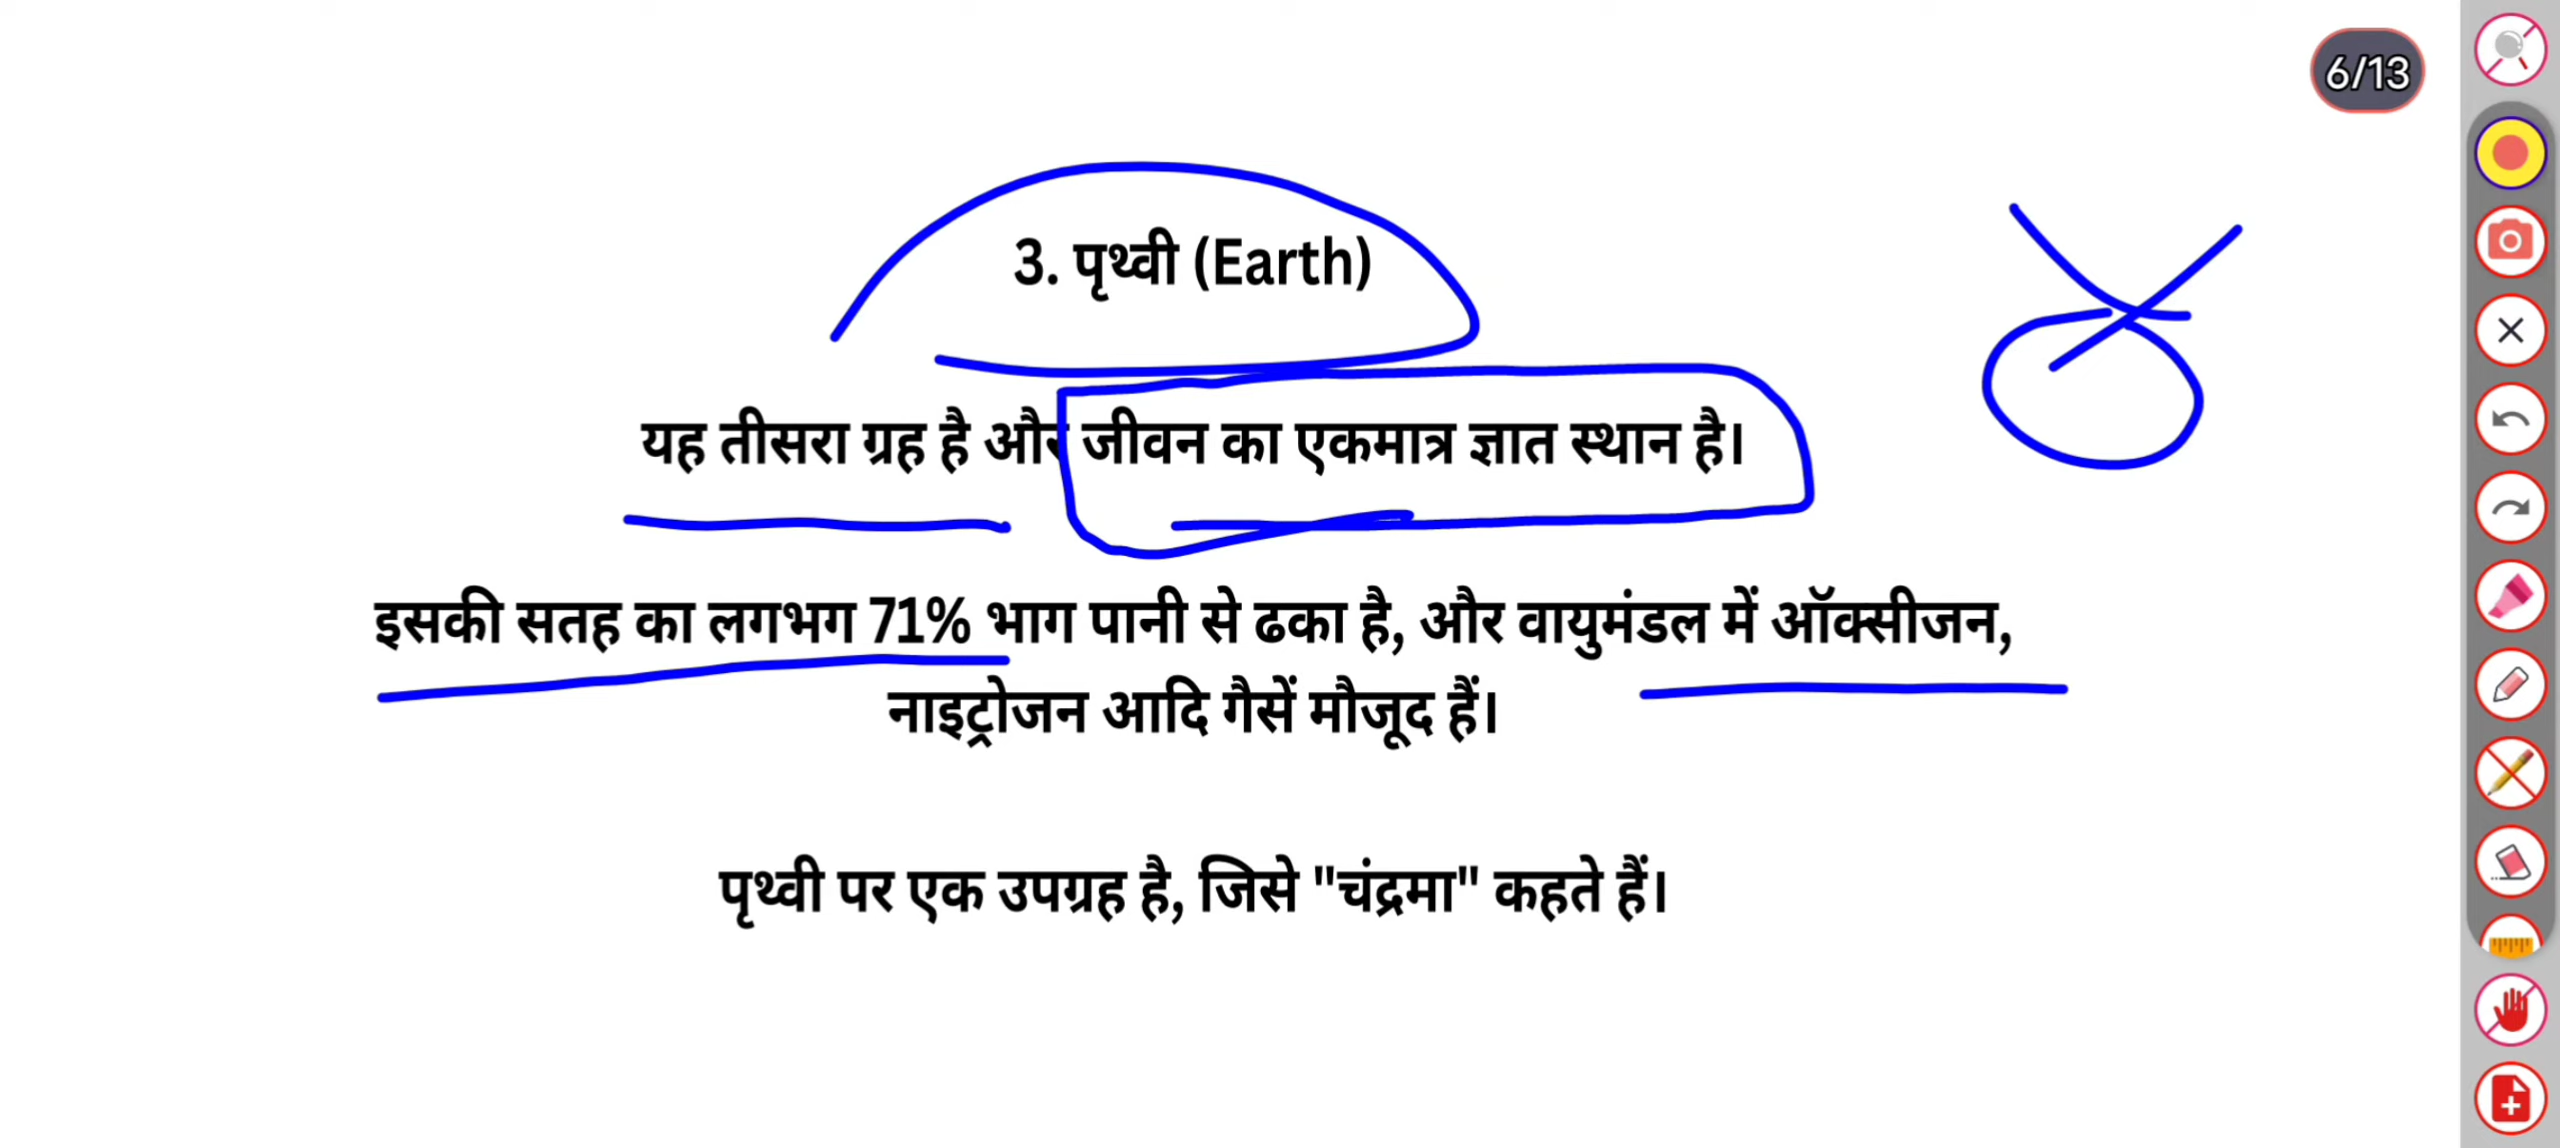 6/13
3. पृथ्वी (Earth)
यह तीसरा ग्रह है और जीवन का एकमात्र ज्ञात स्थान है।
इसकी सतह का लगभग 71% भाग पानी से ढका है, और वायुमंडल में ऑक्सीजन,
नाइट्रोजन आदि गैसें मौजूद हैं।
पृथ्वी पर एक उपग्रह है, जिसे "चंद्रमा" कहते हैं।